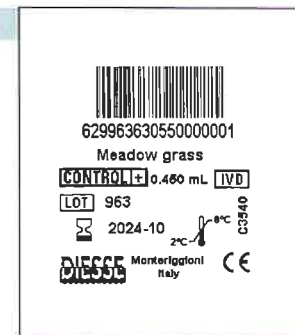 629963630550000001
Meadow grass
CONTROL + 0.450 mL IVD
LOT 963
2024-10
2°C 8°C
C3540
DIESSE Monteriggioni
Italy CE